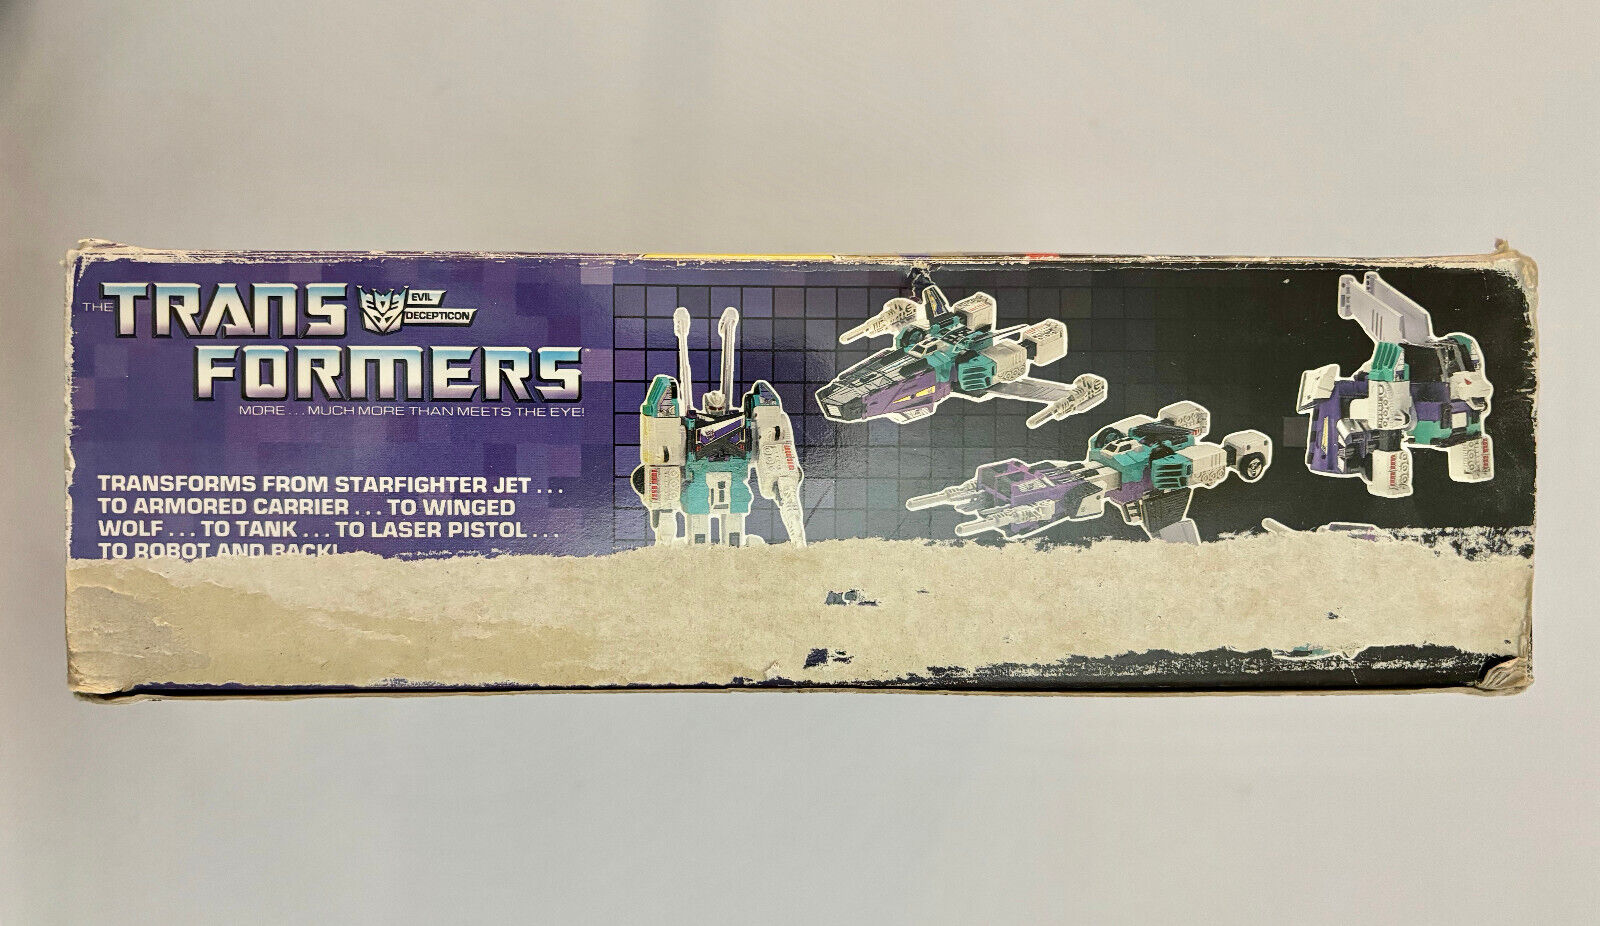 THE TRANS
EVIL
DECEPTICON
FORMERS
MORE...MUCH MORE THAN MEETS THE EYE!
TRANSFORMS FROM STARFIGHTER JET...
TO ARMORED CARRIER...TO WINGED
WOLF...TO TANK...TO LASER PISTOL...
TO ROBOT AND BACK!